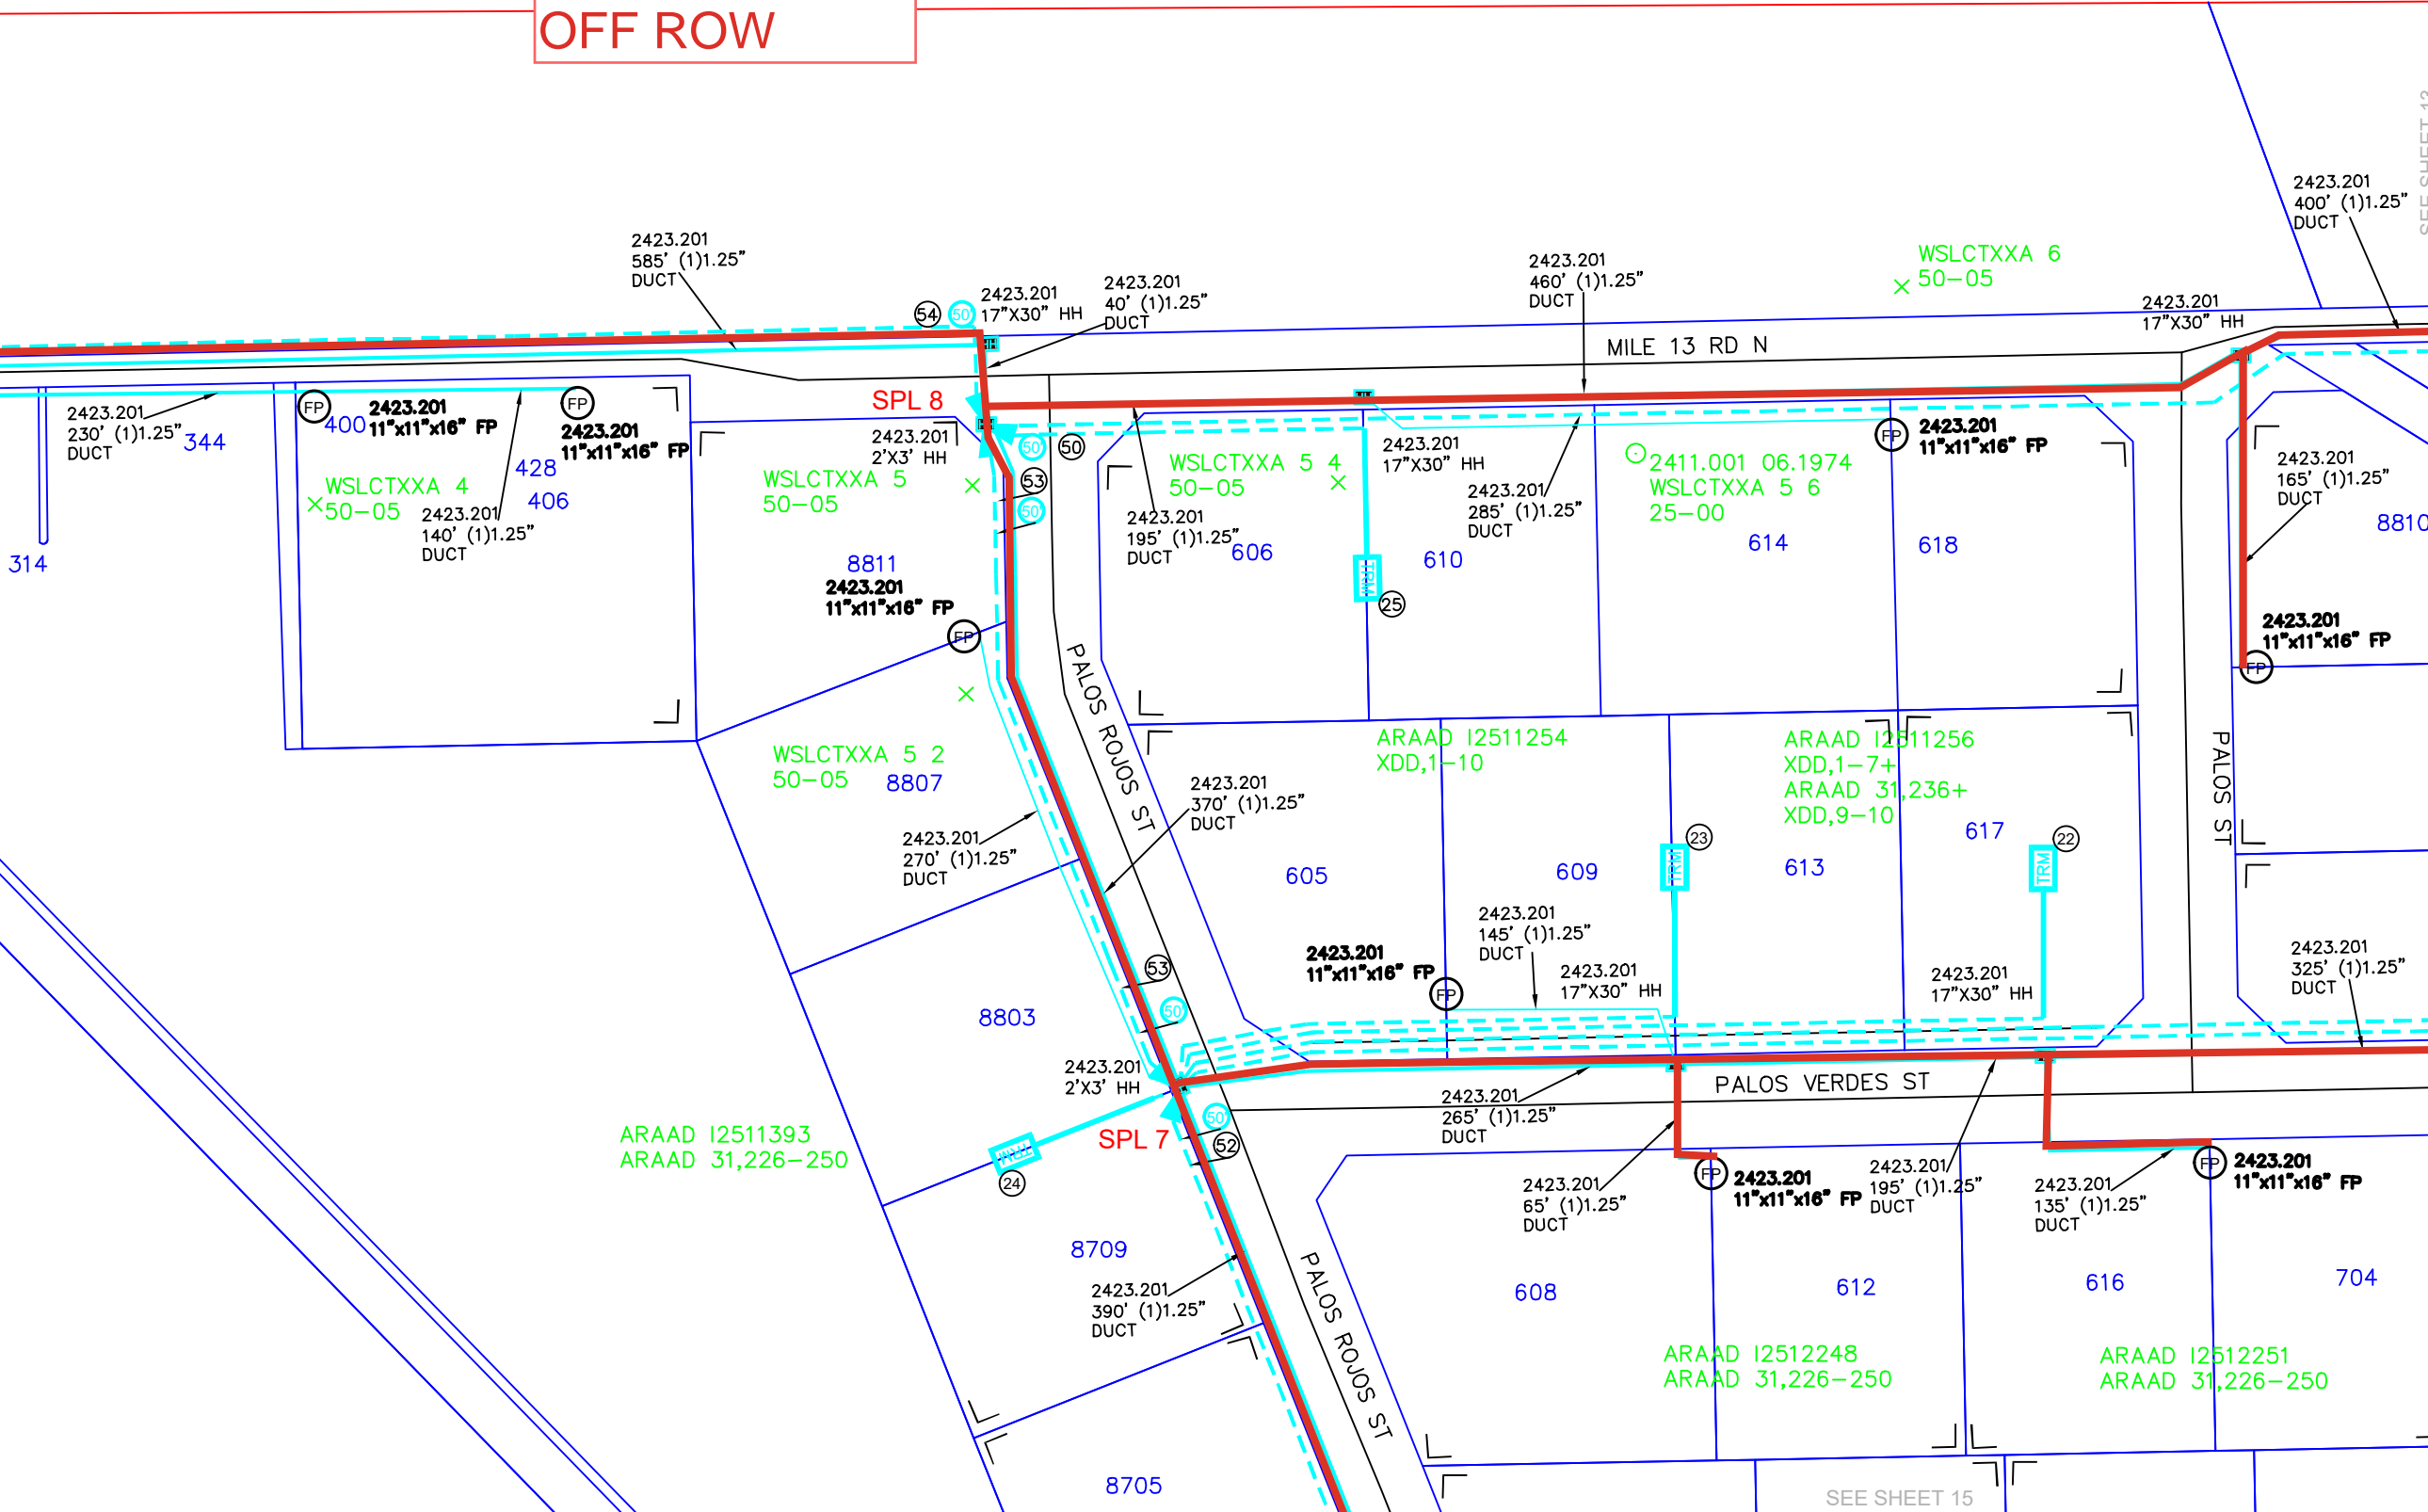 OFF ROW
SEE SHEET 13
2423.201
400' (1)1.25"
DUCT
2423.201
585' (1)1.25"
DUCT
54
50'
2423.201
17"X30" HH
2423.201
40' (1)1.25"
DUCT
2423.201
460' (1)1.25"
DUCT
WSLCTXXA 6
50-05
2423.201
17"X30" HH
MILE 13 RD N
SPL 8
2423.201
230' (1)1.25"
DUCT
344
FP
400
2423.201
11"x11"x16" FP
FP
2423.201
11"x11"x16" FP
428
406
WSLCTXXA 4
50-05
2423.201
140' (1)1.25"
DUCT
314
2423.201
2'X3' HH
WSLCTXXA 5
50-05
8811
2423.201
11"x11"x16" FP
FP
50'
50
53
50'
WSLCTXXA 5 4
50-05
2423.201
195' (1)1.25"
DUCT
606
2423.201
17"X30" HH
2423.201
285' (1)1.25"
DUCT
610
TRM
25
2411.001 06.1974
WSLCTXXA 5 6
25-00
614
FP
2423.201
11"x11"x16" FP
618
2423.201
165' (1)1.25"
DUCT
8810
2423.201
11"x11"x16" FP
FP
PALOS ROJOS ST
PALOS ST
WSLCTXXA 5 2
50-05
8807
2423.201
270' (1)1.25"
DUCT
2423.201
370' (1)1.25"
DUCT
ARAAD I2511254
XDD,1-10
ARAAD I2511256
XDD,1-7+
ARAAD 31,236+
XDD,9-10
605
609
613
617
23
TRM
22
TRM
2423.201
145' (1)1.25"
DUCT
2423.201
11"x11"x16" FP
FP
2423.201
17"X30" HH
2423.201
17"X30" HH
2423.201
325' (1)1.25"
DUCT
53
50'
8803
2423.201
2'X3' HH
PALOS VERDES ST
2423.201
265' (1)1.25"
DUCT
50'
52
SPL 7
ARAAD I2511393
ARAAD 31,226-250
TRM
24
2423.201
65' (1)1.25"
DUCT
FP
2423.201
11"x11"x16" FP
2423.201
195' (1)1.25"
DUCT
2423.201
135' (1)1.25"
DUCT
FP
2423.201
11"x11"x16" FP
8709
2423.201
390' (1)1.25"
DUCT
PALOS ROJOS ST
608
612
616
704
ARAAD I2512248
ARAAD 31,226-250
ARAAD I2512251
ARAAD 31,226-250
8705
SEE SHEET 15